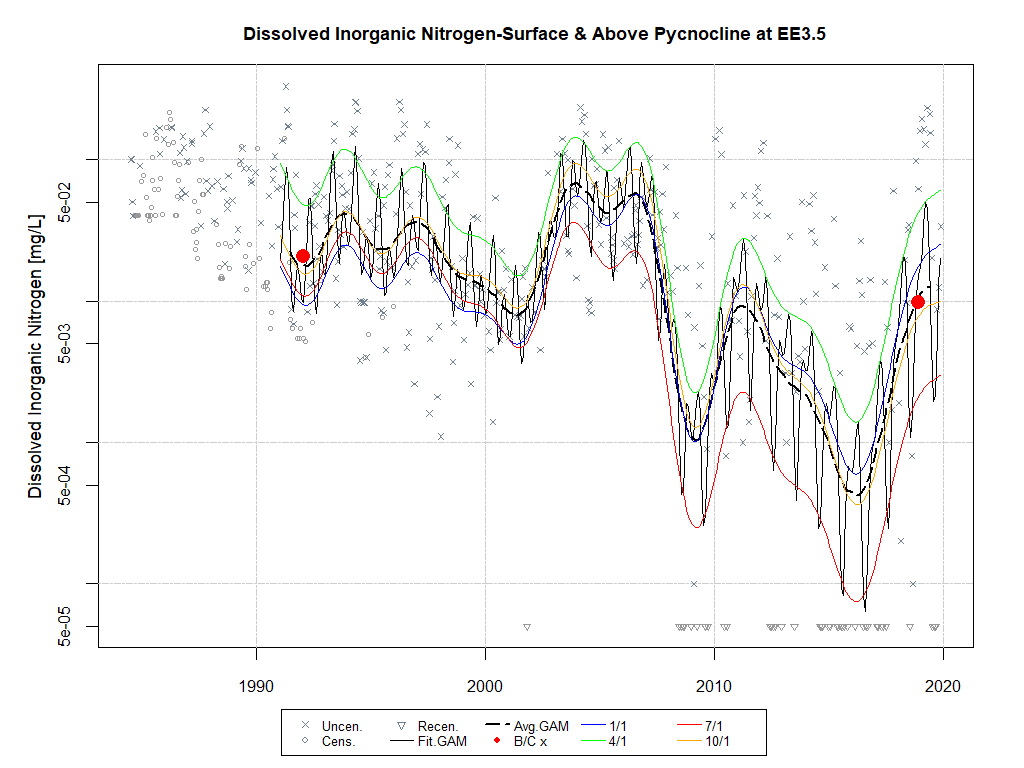 Dissolved Inorganic Nitrogen-Surface & Above Pycnocline at EE3.5
Dissolved Inorganic Nitrogen [mg/L]
5e-02
5e-03
5e-04
5e-05
1990 2000 2010 2020
Uncen. Recen. Avg.GAM 1/1 7/1
Cens. Fit.GAM B/C x 4/1 10/1